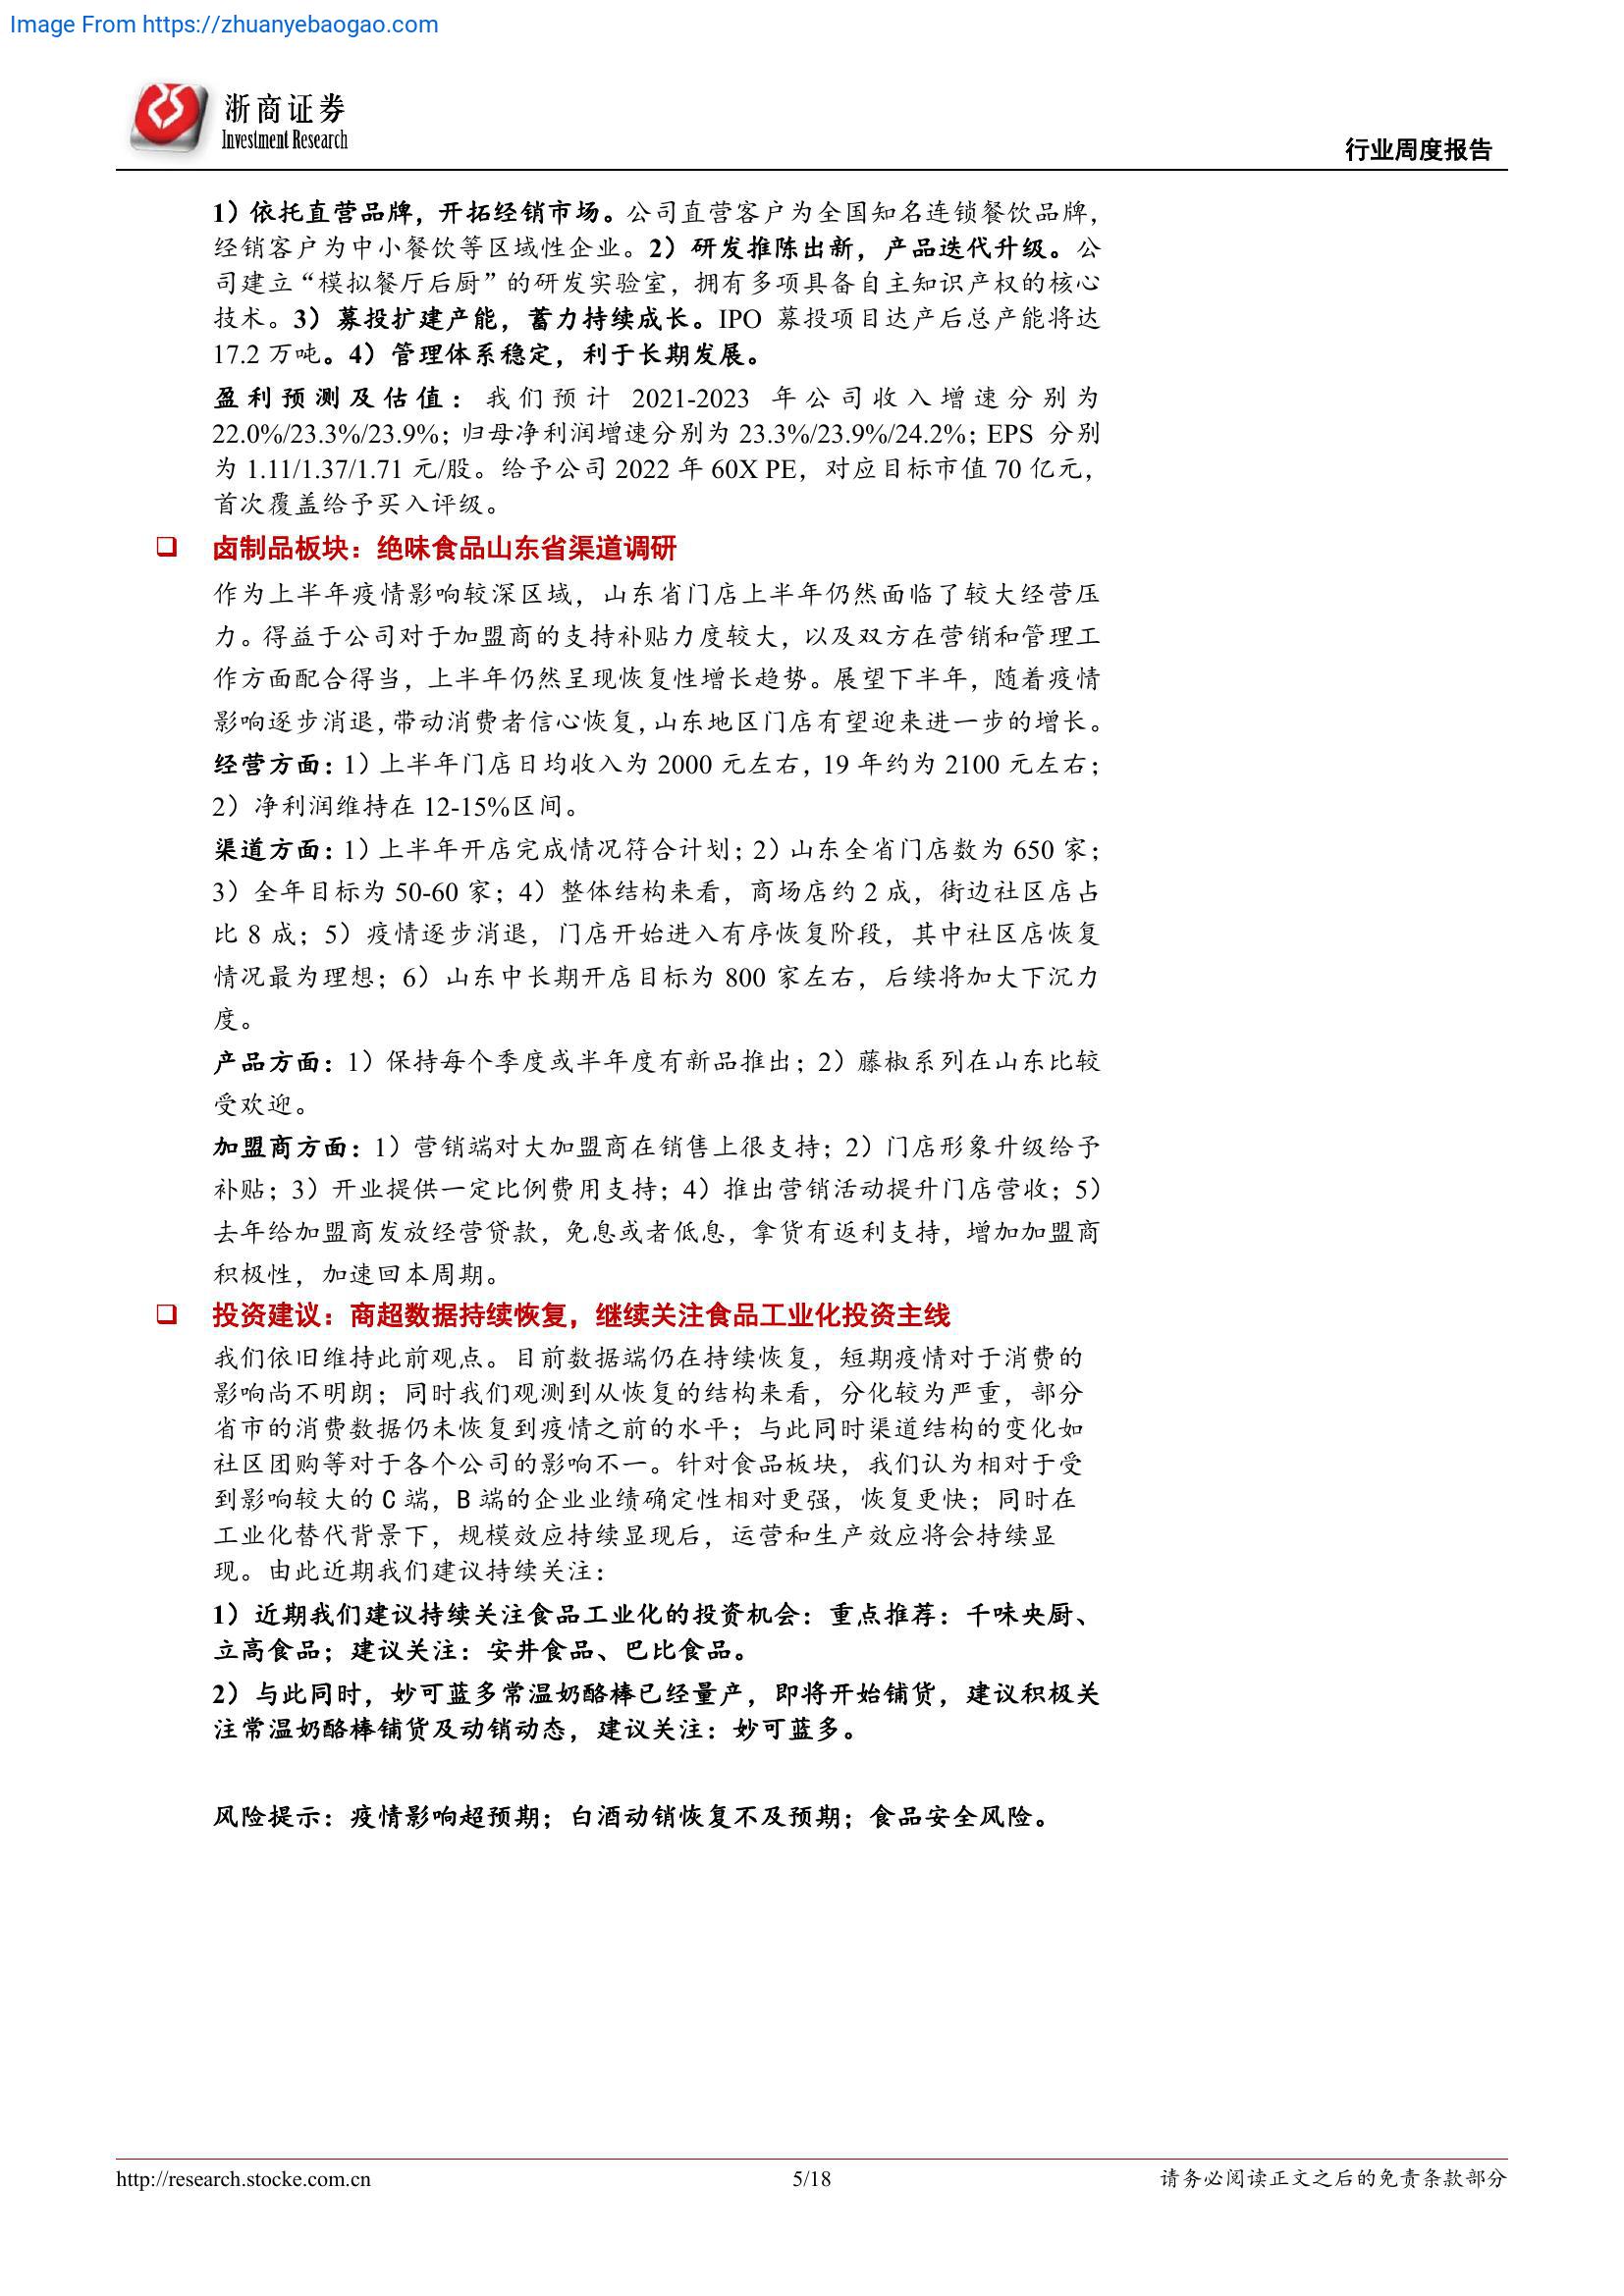 Image From https://zhuanyebaogao.com
浙商证券
Investment Research
行业周度报告
1）依托直营品牌，开拓经销市场。公司直营客户为全国知名连锁餐饮品牌，
经销客户为中小餐饮等区域性企业。2）研发推陈出新，产品迭代升级。公
司建立“模拟餐厅后厨”的研发实验室，拥有多项具备自主知识产权的核心
技术。3）募投扩建产能，蓄力持续成长。IPO 募投项目达产后总产能将达
17.2 万吨。4）管理体系稳定，利于长期发展。
盈利预测及估值：我们预计 2021-2023 年公司收入增速分别为
22.0%/23.3%/23.9%；归母净利润增速分别为 23.3%/23.9%/24.2%；EPS 分别
为 1.11/1.37/1.71 元/股。给予公司 2022 年 60X PE，对应目标市值 70 亿元，
首次覆盖给予买入评级。
❑ 卤制品板块：绝味食品山东省渠道调研
作为上半年疫情影响较深区域，山东省门店上半年仍然面临了较大经营压
力。得益于公司对于加盟商的支持补贴力度较大，以及双方在营销和管理工
作方面配合得当，上半年仍然呈现恢复性增长趋势。展望下半年，随着疫情
影响逐步消退，带动消费者信心恢复，山东地区门店有望迎来进一步的增长。
经营方面：1）上半年门店日均收入为 2000 元左右，19 年约为 2100 元左右；
2）净利润维持在 12-15%区间。
渠道方面：1）上半年开店完成情况符合计划；2）山东全省门店数为 650 家；
3）全年目标为 50-60 家；4）整体结构来看，商场店约 2 成，街边社区店占
比 8 成；5）疫情逐步消退，门店开始进入有序恢复阶段，其中社区店恢复
情况最为理想；6）山东中长期开店目标为 800 家左右，后续将加大下沉力
度。
产品方面：1）保持每个季度或半年度有新品推出；2）藤椒系列在山东比较
受欢迎。
加盟商方面：1）营销端对大加盟商在销售上很支持；2）门店形象升级给予
补贴；3）开业提供一定比例费用支持；4）推出营销活动提升门店营收；5）
去年给加盟商发放经营贷款，免息或者低息，拿货有返利支持，增加加盟商
积极性，加速回本周期。
❑ 投资建议：商超数据持续恢复，继续关注食品工业化投资主线
我们依旧维持此前观点。目前数据端仍在持续恢复，短期疫情对于消费的
影响尚不明朗；同时我们观测到从恢复的结构来看，分化较为严重，部分
省市的消费数据仍未恢复到疫情之前的水平；与此同时渠道结构的变化如
社区团购等对于各个公司的影响不一。针对食品板块，我们认为相对于受
到影响较大的 C 端，B 端的企业业绩确定性相对更强，恢复更快；同时在
工业化替代背景下，规模效应持续显现后，运营和生产效应将会持续显
现。由此近期我们建议持续关注：
1）近期我们建议持续关注食品工业化的投资机会：重点推荐：千味央厨、
立高食品；建议关注：安井食品、巴比食品。
2）与此同时，妙可蓝多常温奶酪棒已经量产，即将开始铺货，建议积极关
注常温奶酪棒铺货及动销动态，建议关注：妙可蓝多。
风险提示：疫情影响超预期；白酒动销恢复不及预期；食品安全风险。
http://research.stocke.com.cn
5/18
请务必阅读正文之后的免责条款部分